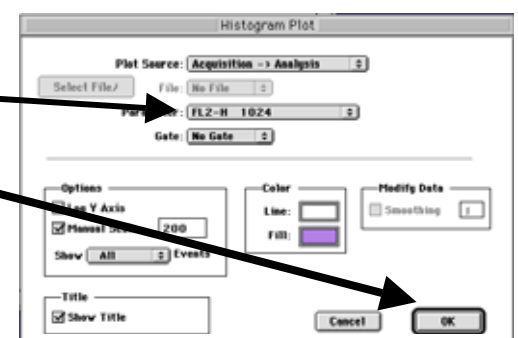 Histogram Plot
Plot Source: Acquisition -> Analysis
Select File/ File: No File
FL2-H 1024
Gate: No Gate
Options
Y Axis
Manual 200
Show All Events
Color
Line:
Fill:
Modify Data
Smoothing
Title
Show Title
Cancel OK